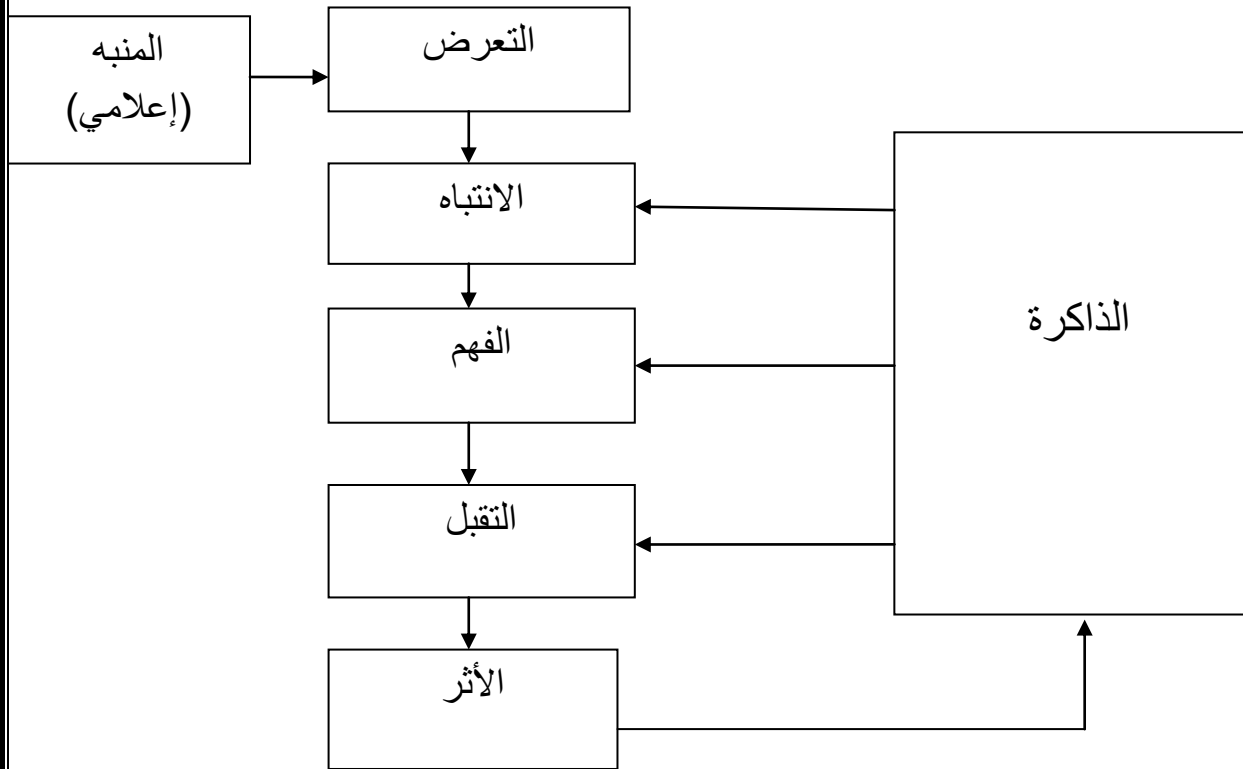 المنبه
(إعلامي)
التعرض
الانتباه
الفهم
التقبل
الأثر
الذاكرة